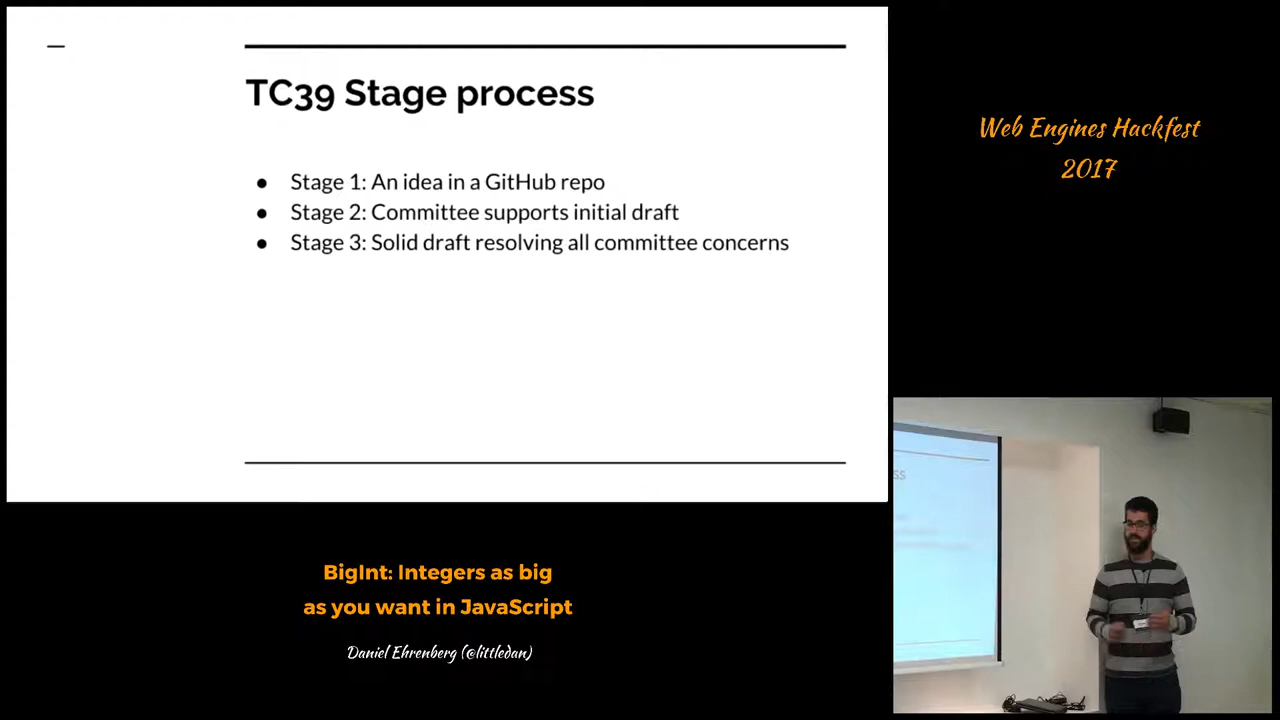 TC39 Stage process
● Stage 1: An idea in a GitHub repo
● Stage 2: Committee supports initial draft
● Stage 3: Solid draft resolving all committee concerns
Web Engines Hackfest
2017
BigInt: Integers as big
as you want in JavaScript
Daniel Ehrenberg (@littledan)